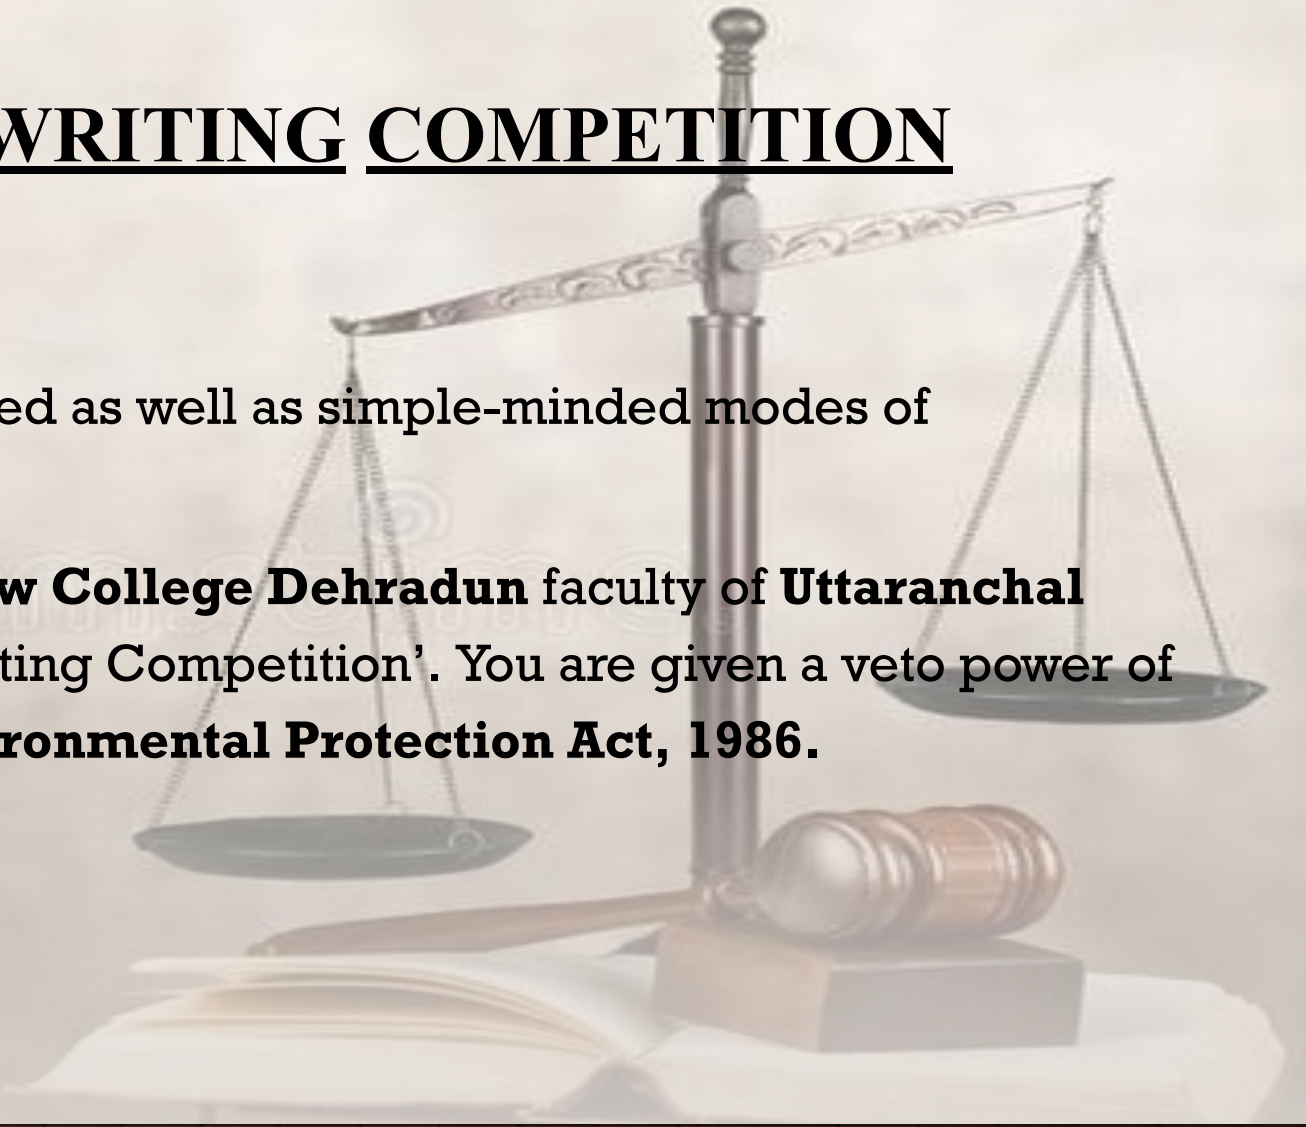 WRITING COMPETITION
ed as well as simple-minded modes of
w College Dehradun faculty of Uttaranchal
ting Competition’. You are given a veto power of
ronmental Protection Act, 1986.